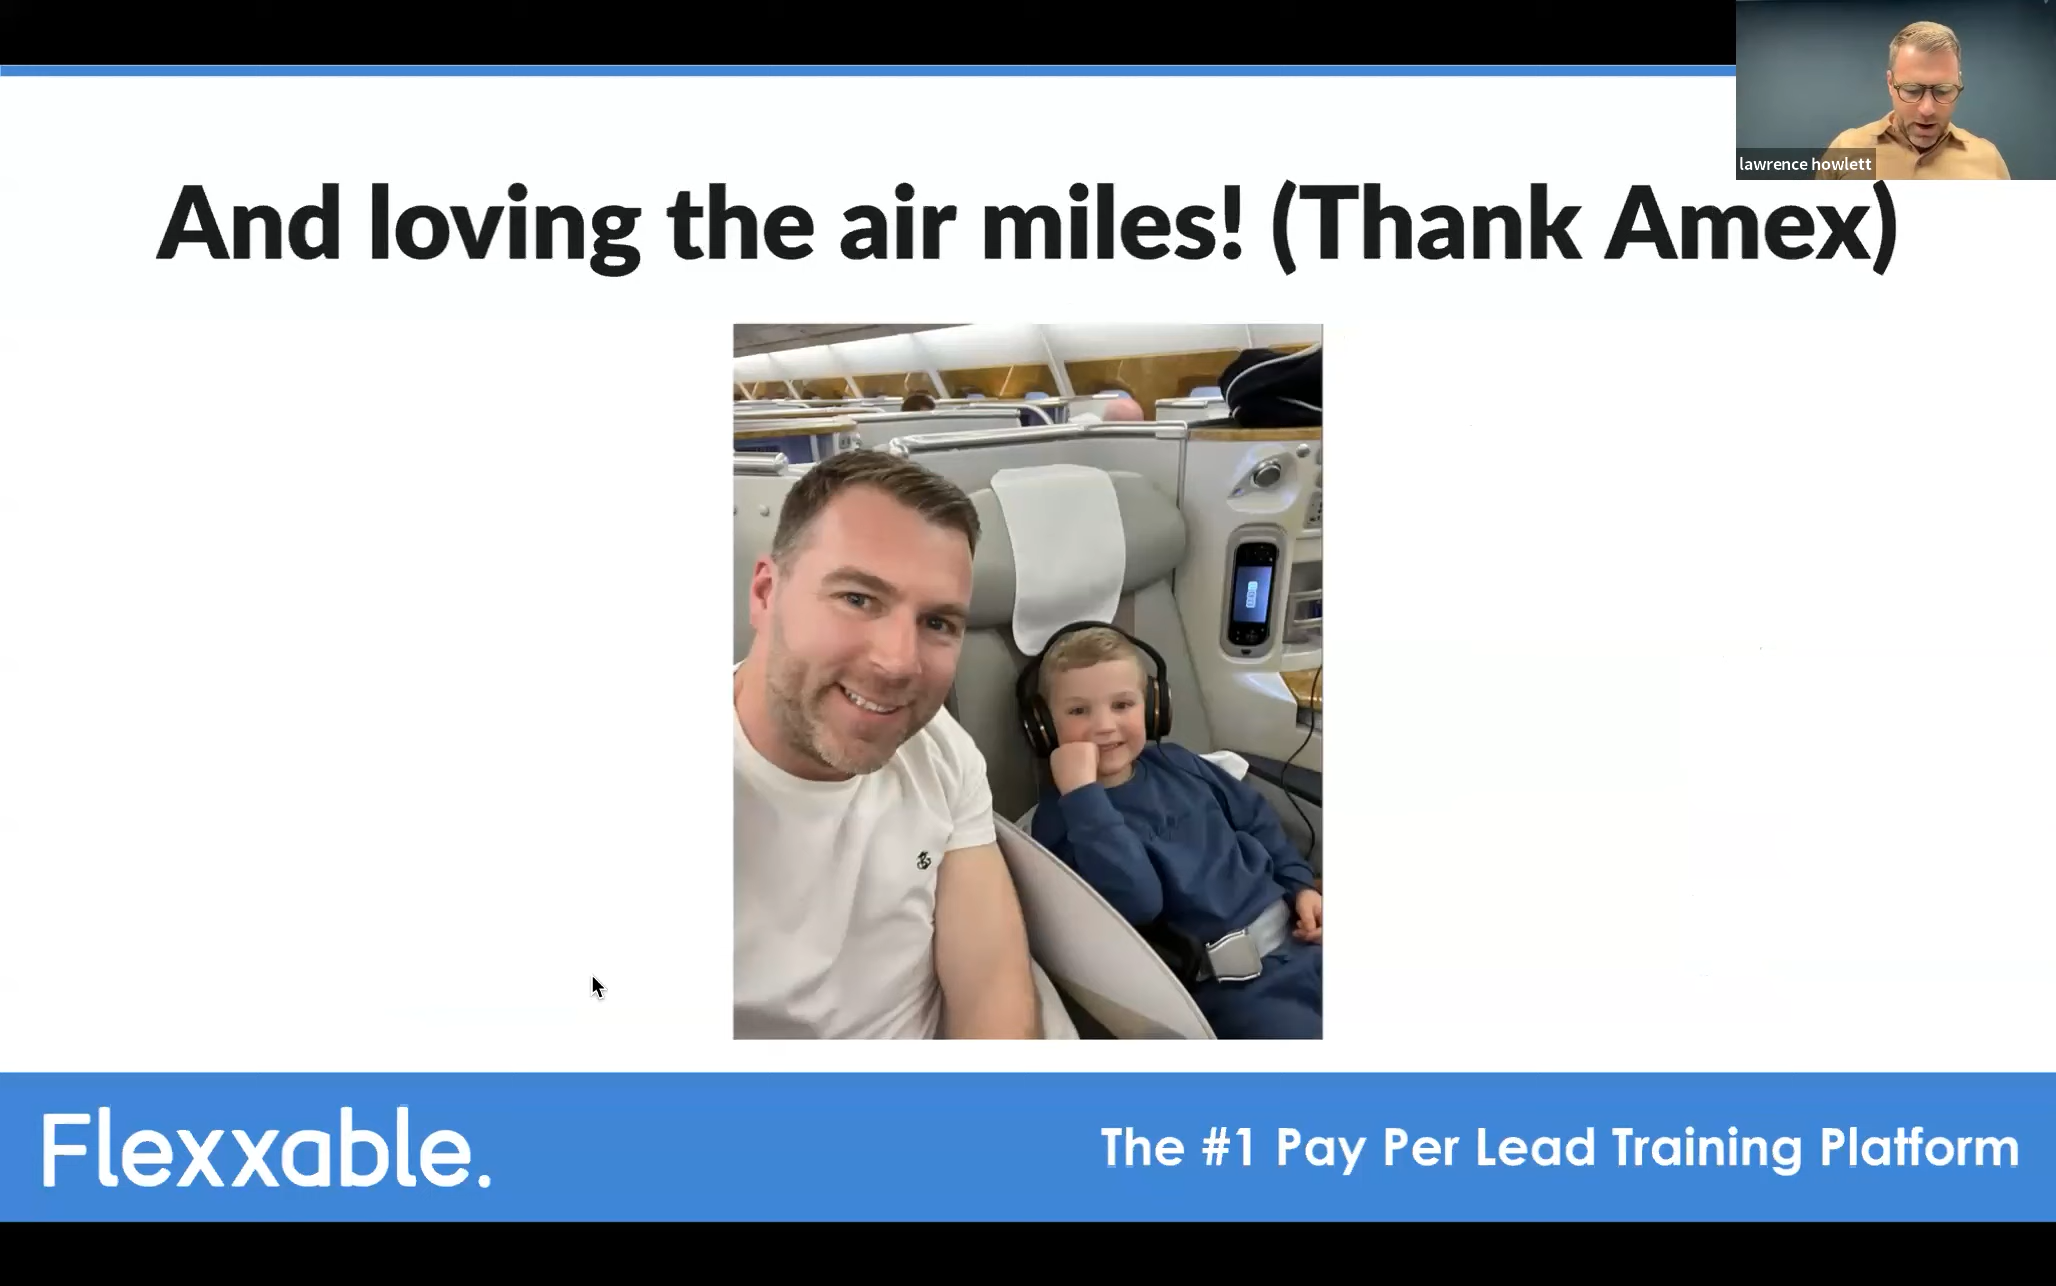 lawrence howlett
And loving the air miles! (Thank Amex)
Flexxable.
The #1 Pay Per Lead Training Platform